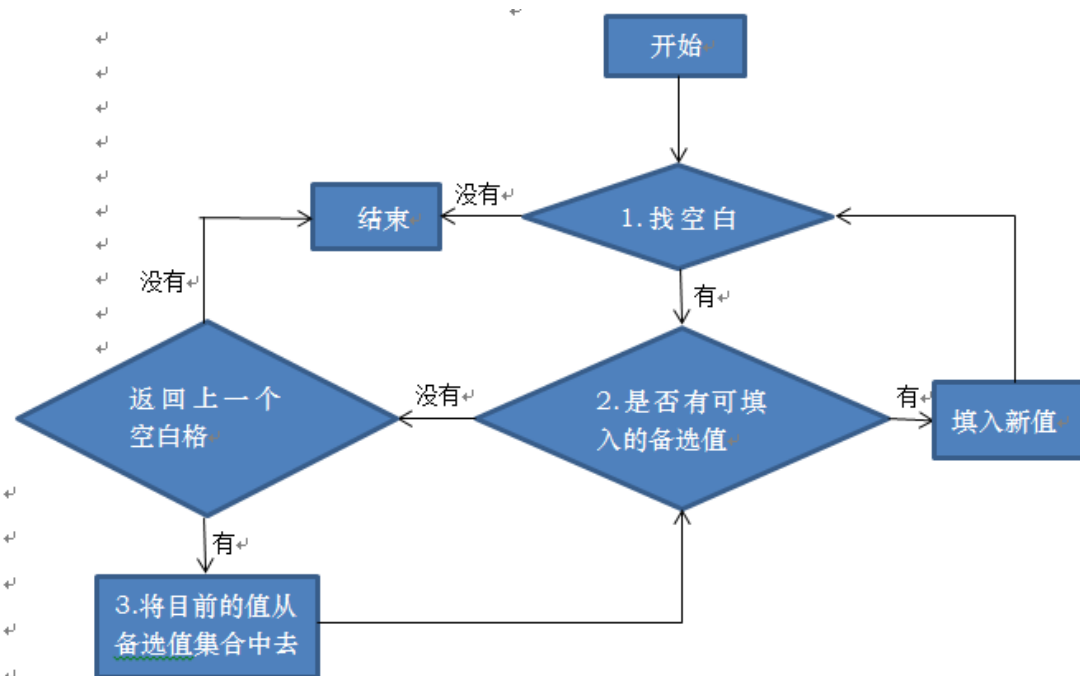 开始
没有
结束
1.找空白
没有
有
返回上一个
空白格
没有
2.是否有可填
入的备选值
有
填入新值
有
3.将目前的值从
备选值集合中去